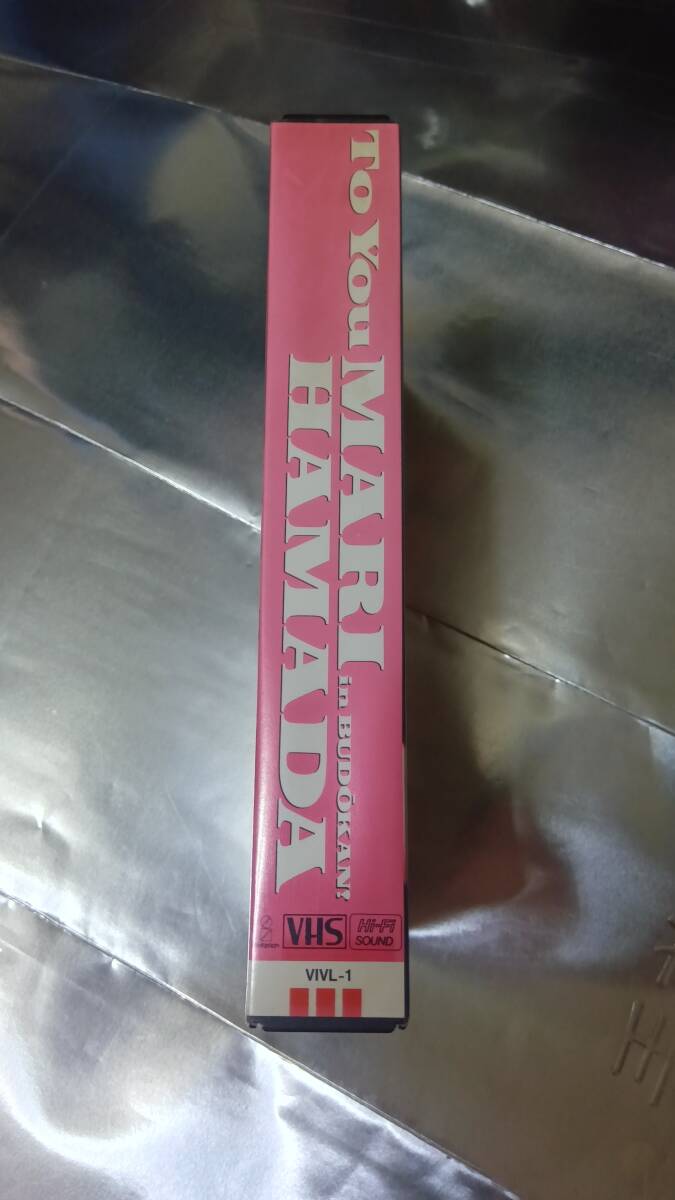 To You MARI
HAMADA
in BUDŌKAN!
VHS
Hi-Fi
SOUND
VIVL-1